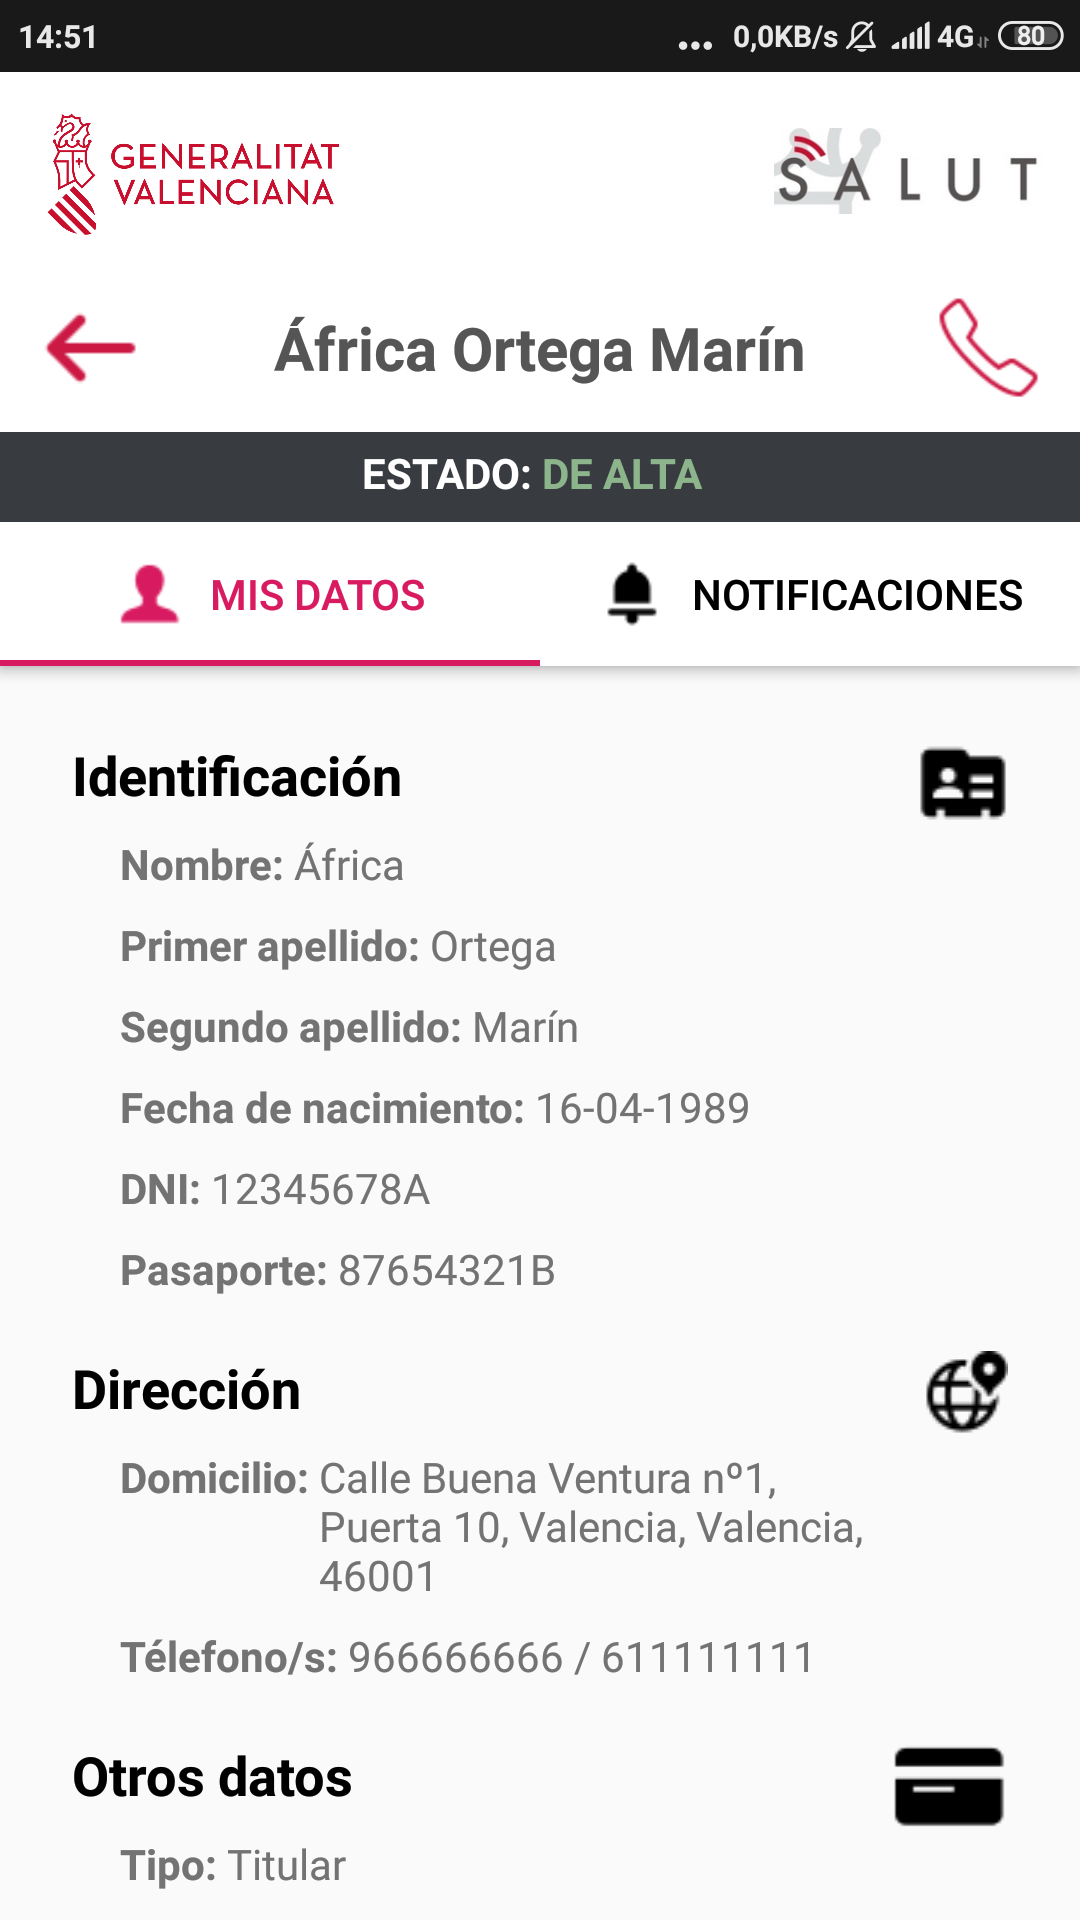 14:51
... 0,0KB/s 4G 80
GENERALITAT
VALENCIANA
SALUT
África Ortega Marín
ESTADO: DE ALTA
MIS DATOS
NOTIFICACIONES
Identificación
Nombre: África
Primer apellido: Ortega
Segundo apellido: Marín
Fecha de nacimiento: 16-04-1989
DNI: 12345678A
Pasaporte: 87654321B
Dirección
Domicilio: Calle Buena Ventura nº1,
Puerta 10, Valencia, Valencia,
46001
Télefono/s: 966666666 / 611111111
Otros datos
Tipo: Titular